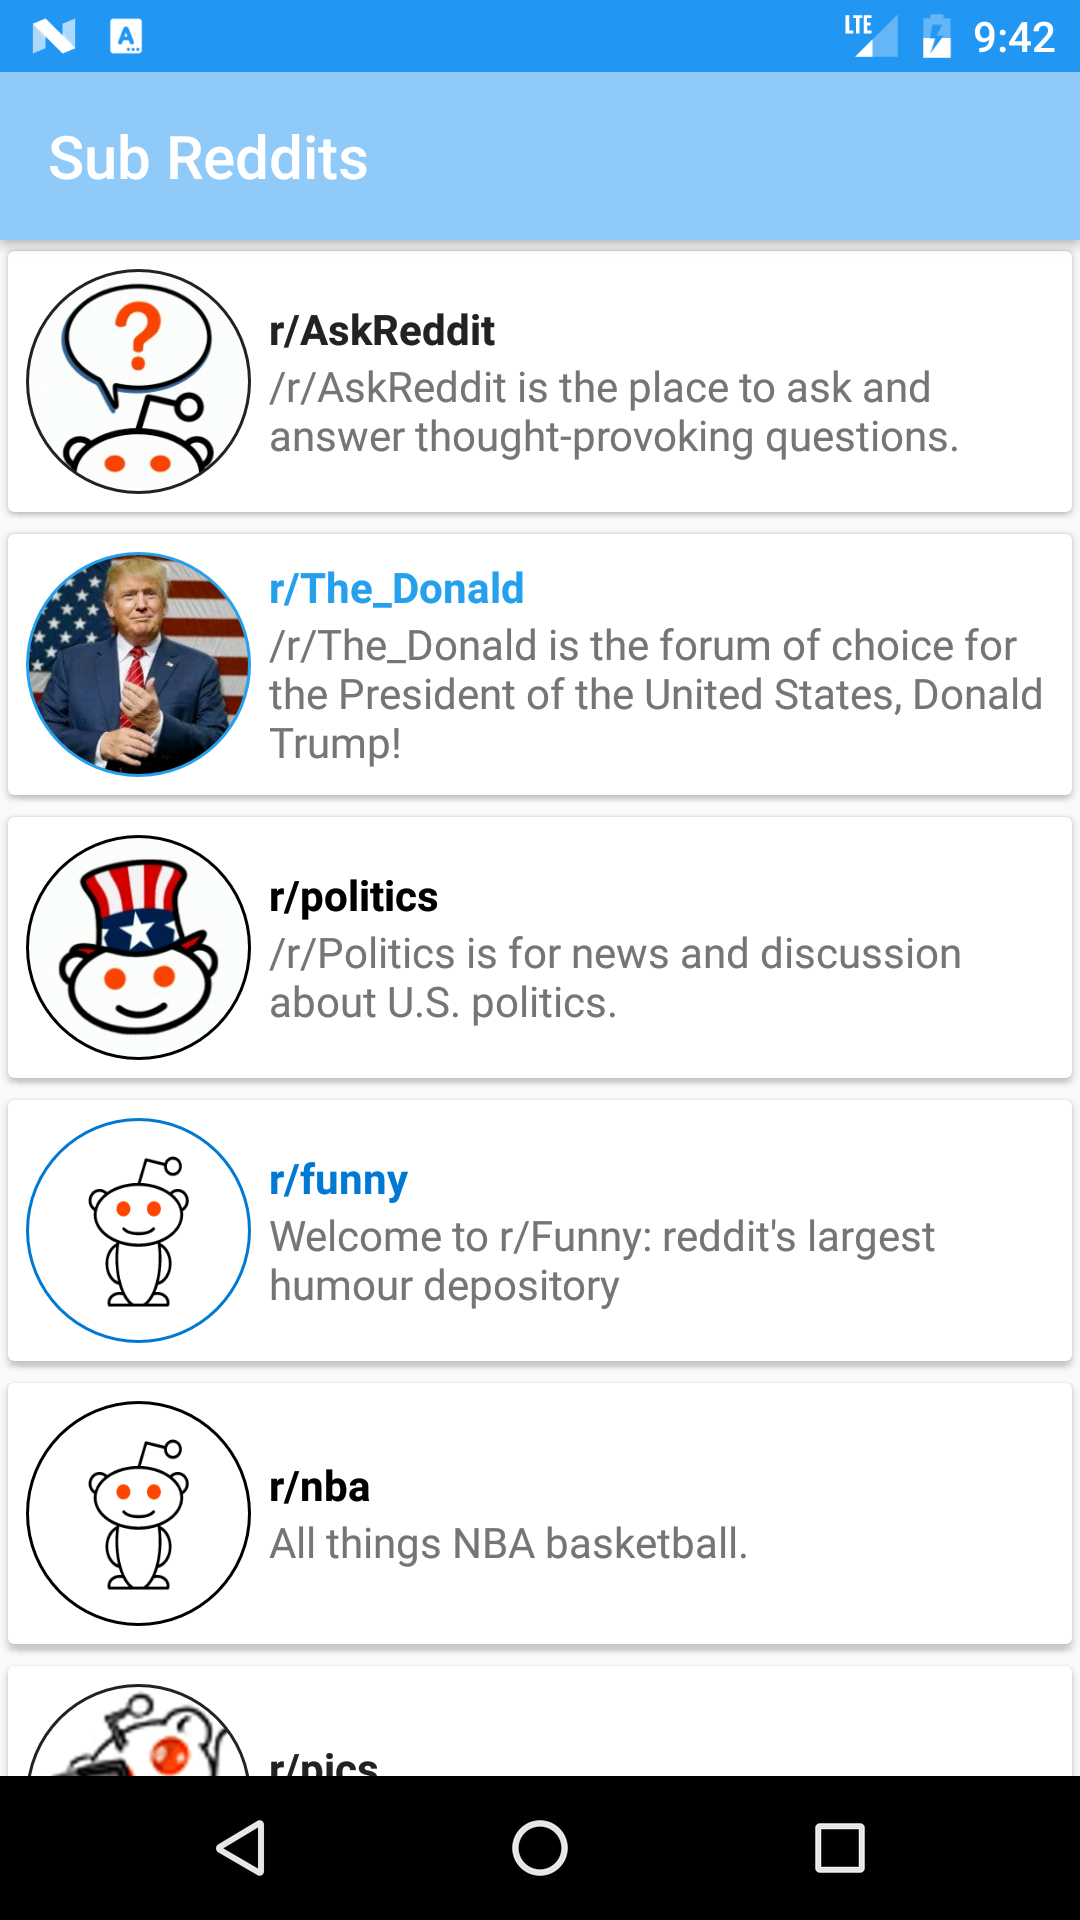 LTE 9:42
Sub Reddits
r/AskReddit
/r/AskReddit is the place to ask and
answer thought-provoking questions.
r/The_Donald
/r/The_Donald is the forum of choice for
the President of the United States, Donald
Trump!
r/politics
/r/Politics is for news and discussion
about U.S. politics.
r/funny
Welcome to r/Funny: reddit's largest
humour depository
r/nba
All things NBA basketball.
r/pics